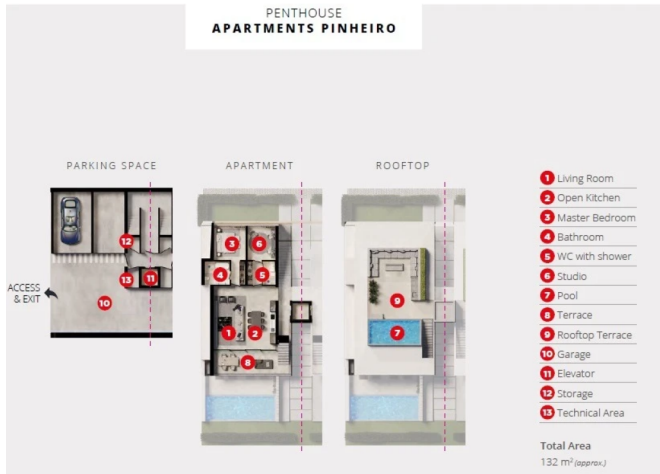 PENTHOUSE
APARTMENTS PINHEIRO
PARKING SPACE
APARTMENT
ROOFTOP
12
13
11
10
ACCESS
& EXIT
3
6
4
5
1
2
8
9
7
1 Living Room
2 Open Kitchen
3 Master Bedroom
4 Bathroom
5 WC with shower
6 Studio
7 Pool
8 Terrace
9 Rooftop Terrace
10 Garage
11 Elevator
12 Storage
13 Technical Area
Total Area
132 m² (approx.)